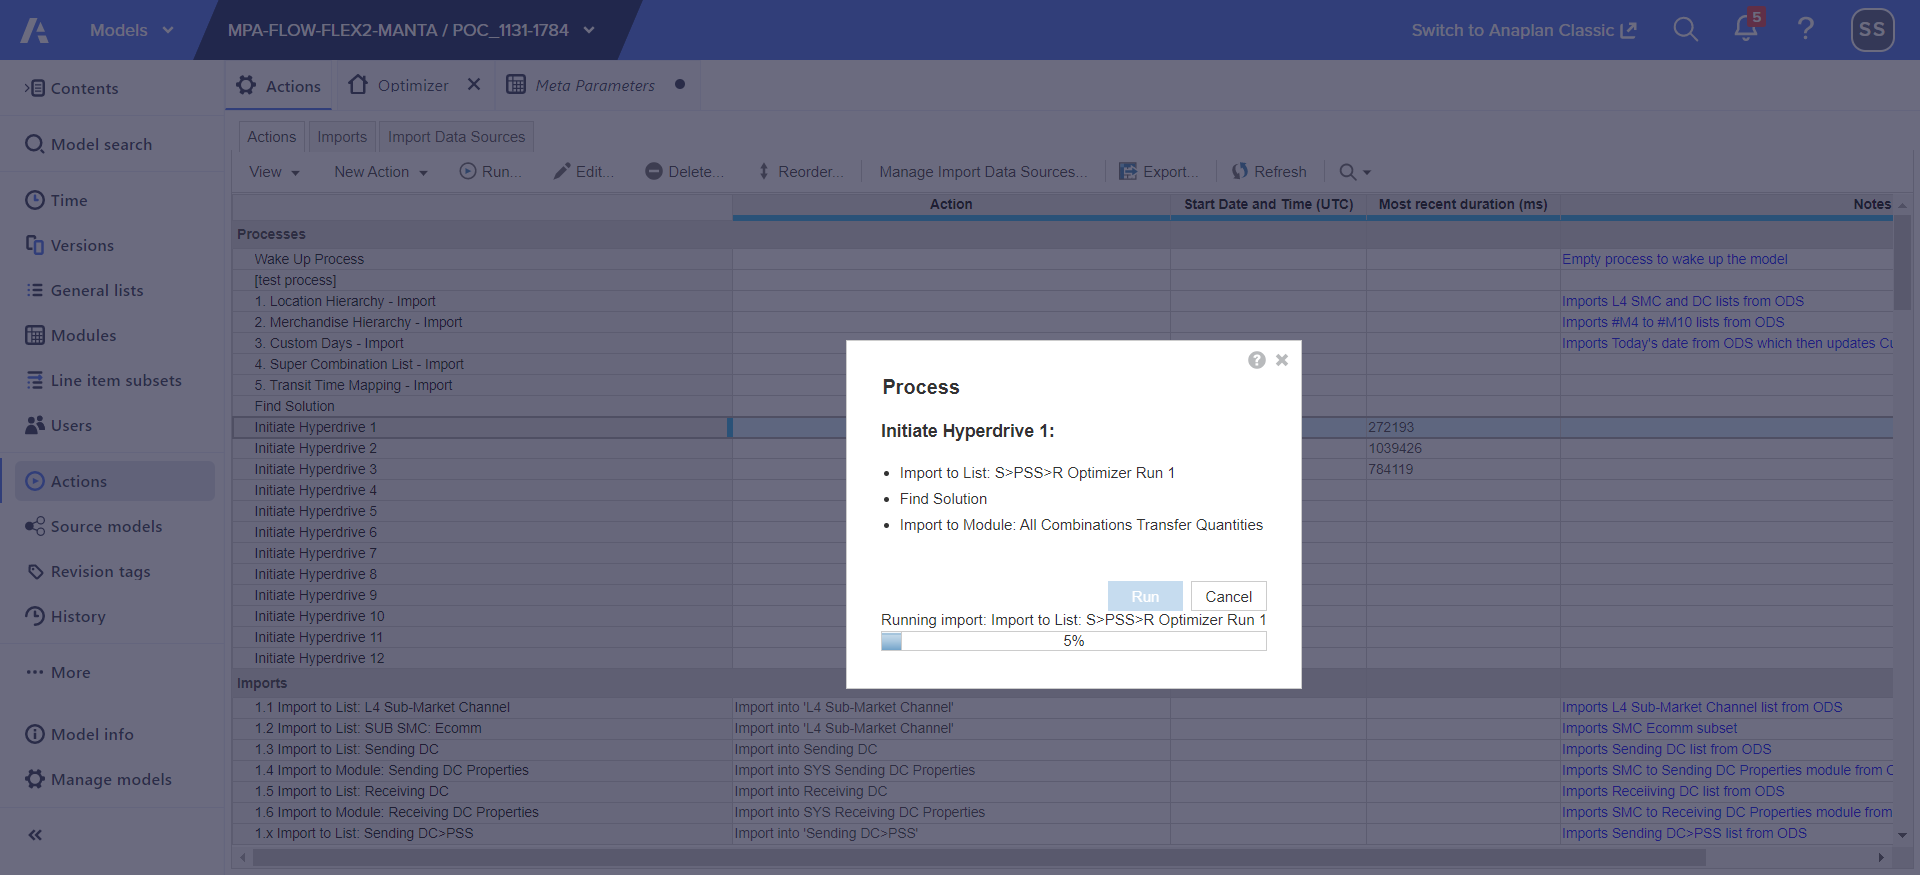 Models
MPA-FLOW-FLEX2-MANTA / POC_1131-1784
Switch to Anaplan Classic
5
?
SS
Contents
Model search
Time
Versions
General lists
Modules
Line item subsets
Users
Actions
Source models
Revision tags
History
More
Model info
Manage models
Actions
Optimizer
Meta Parameters
Actions
Imports
Import Data Sources
View
New Action
Run...
Edit...
Delete...
Reorder...
Manage Import Data Sources...
Export...
Refresh
Action
Start Date and Time (UTC)
Most recent duration (ms)
Notes
Processes
Wake Up Process
Empty process to wake up the model
[test process]
1. Location Hierarchy - Import
Imports L4 SMC and DC lists from ODS
2. Merchandise Hierarchy - Import
Imports #M4 to #M10 lists from ODS
3. Custom Days - Import
Imports Today's date from ODS which then updates Cu
4. Super Combination List - Import
5. Transit Time Mapping - Import
Find Solution
Initiate Hyperdrive 1
272193
Initiate Hyperdrive 2
1039426
Initiate Hyperdrive 3
784119
Initiate Hyperdrive 4
Initiate Hyperdrive 5
Initiate Hyperdrive 6
Initiate Hyperdrive 7
Initiate Hyperdrive 8
Initiate Hyperdrive 9
Initiate Hyperdrive 10
Initiate Hyperdrive 11
Initiate Hyperdrive 12
Imports
1.1 Import to List: L4 Sub-Market Channel
Import into 'L4 Sub-Market Channel'
Imports L4 Sub-Market Channel list from ODS
1.2 Import to List: SUB SMC: Ecomm
Import into 'L4 Sub-Market Channel'
Imports SMC Ecomm subset
1.3 Import to List: Sending DC
Import into Sending DC
Imports Sending DC list from ODS
1.4 Import to Module: Sending DC Properties
Import into SYS Sending DC Properties
Imports SMC to Sending DC Properties module from O
1.5 Import to List: Receiving DC
Import into Receiving DC
Imports Receiiving DC list from ODS
1.6 Import to Module: Receiving DC Properties
Import into SYS Receiving DC Properties
Imports SMC to Receiving DC Properties module from
1.x Import to List: Sending DC>PSS
Import into 'Sending DC>PSS'
Imports Sending DC>PSS list from ODS
Process
Initiate Hyperdrive 1:
• Import to List: S>PSS>R Optimizer Run 1
• Find Solution
• Import to Module: All Combinations Transfer Quantities
Run
Cancel
Running import: Import to List: S>PSS>R Optimizer Run 1
5%